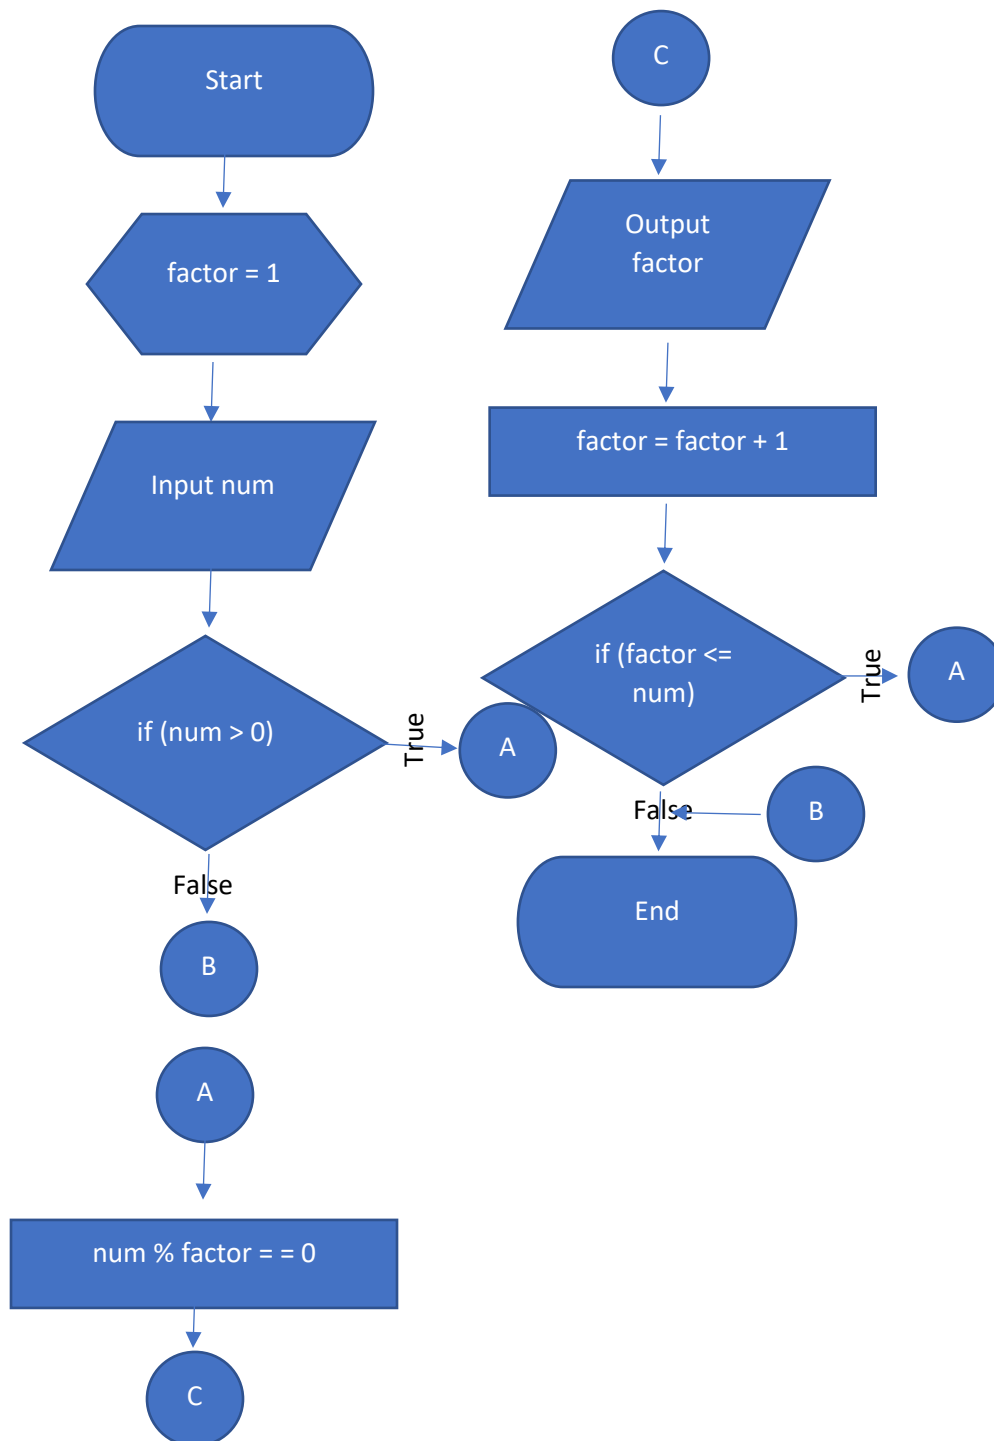 Start
factor = 1
Input num
if (num > 0)
True
A
False
B
A
num % factor = = 0
C
C
Output
factor
factor = factor + 1
if (factor <=
num)
True
A
False
B
End